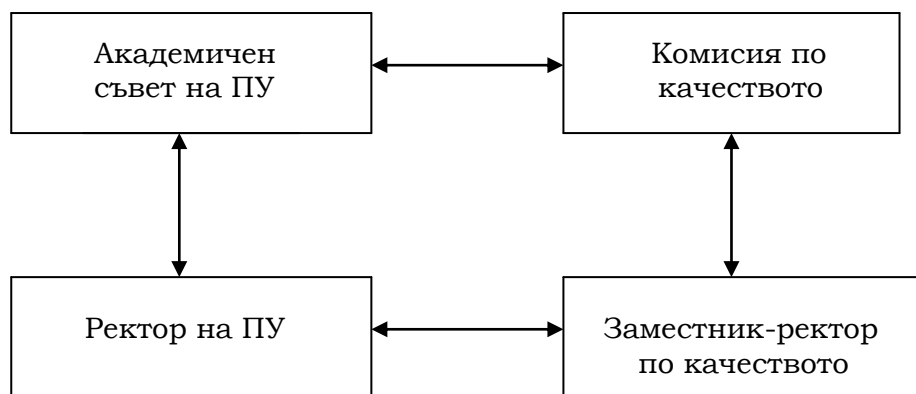 Академичен
съвет на ПУ
Комисия по
качеството
Ректор на ПУ
Заместник-ректор
по качеството